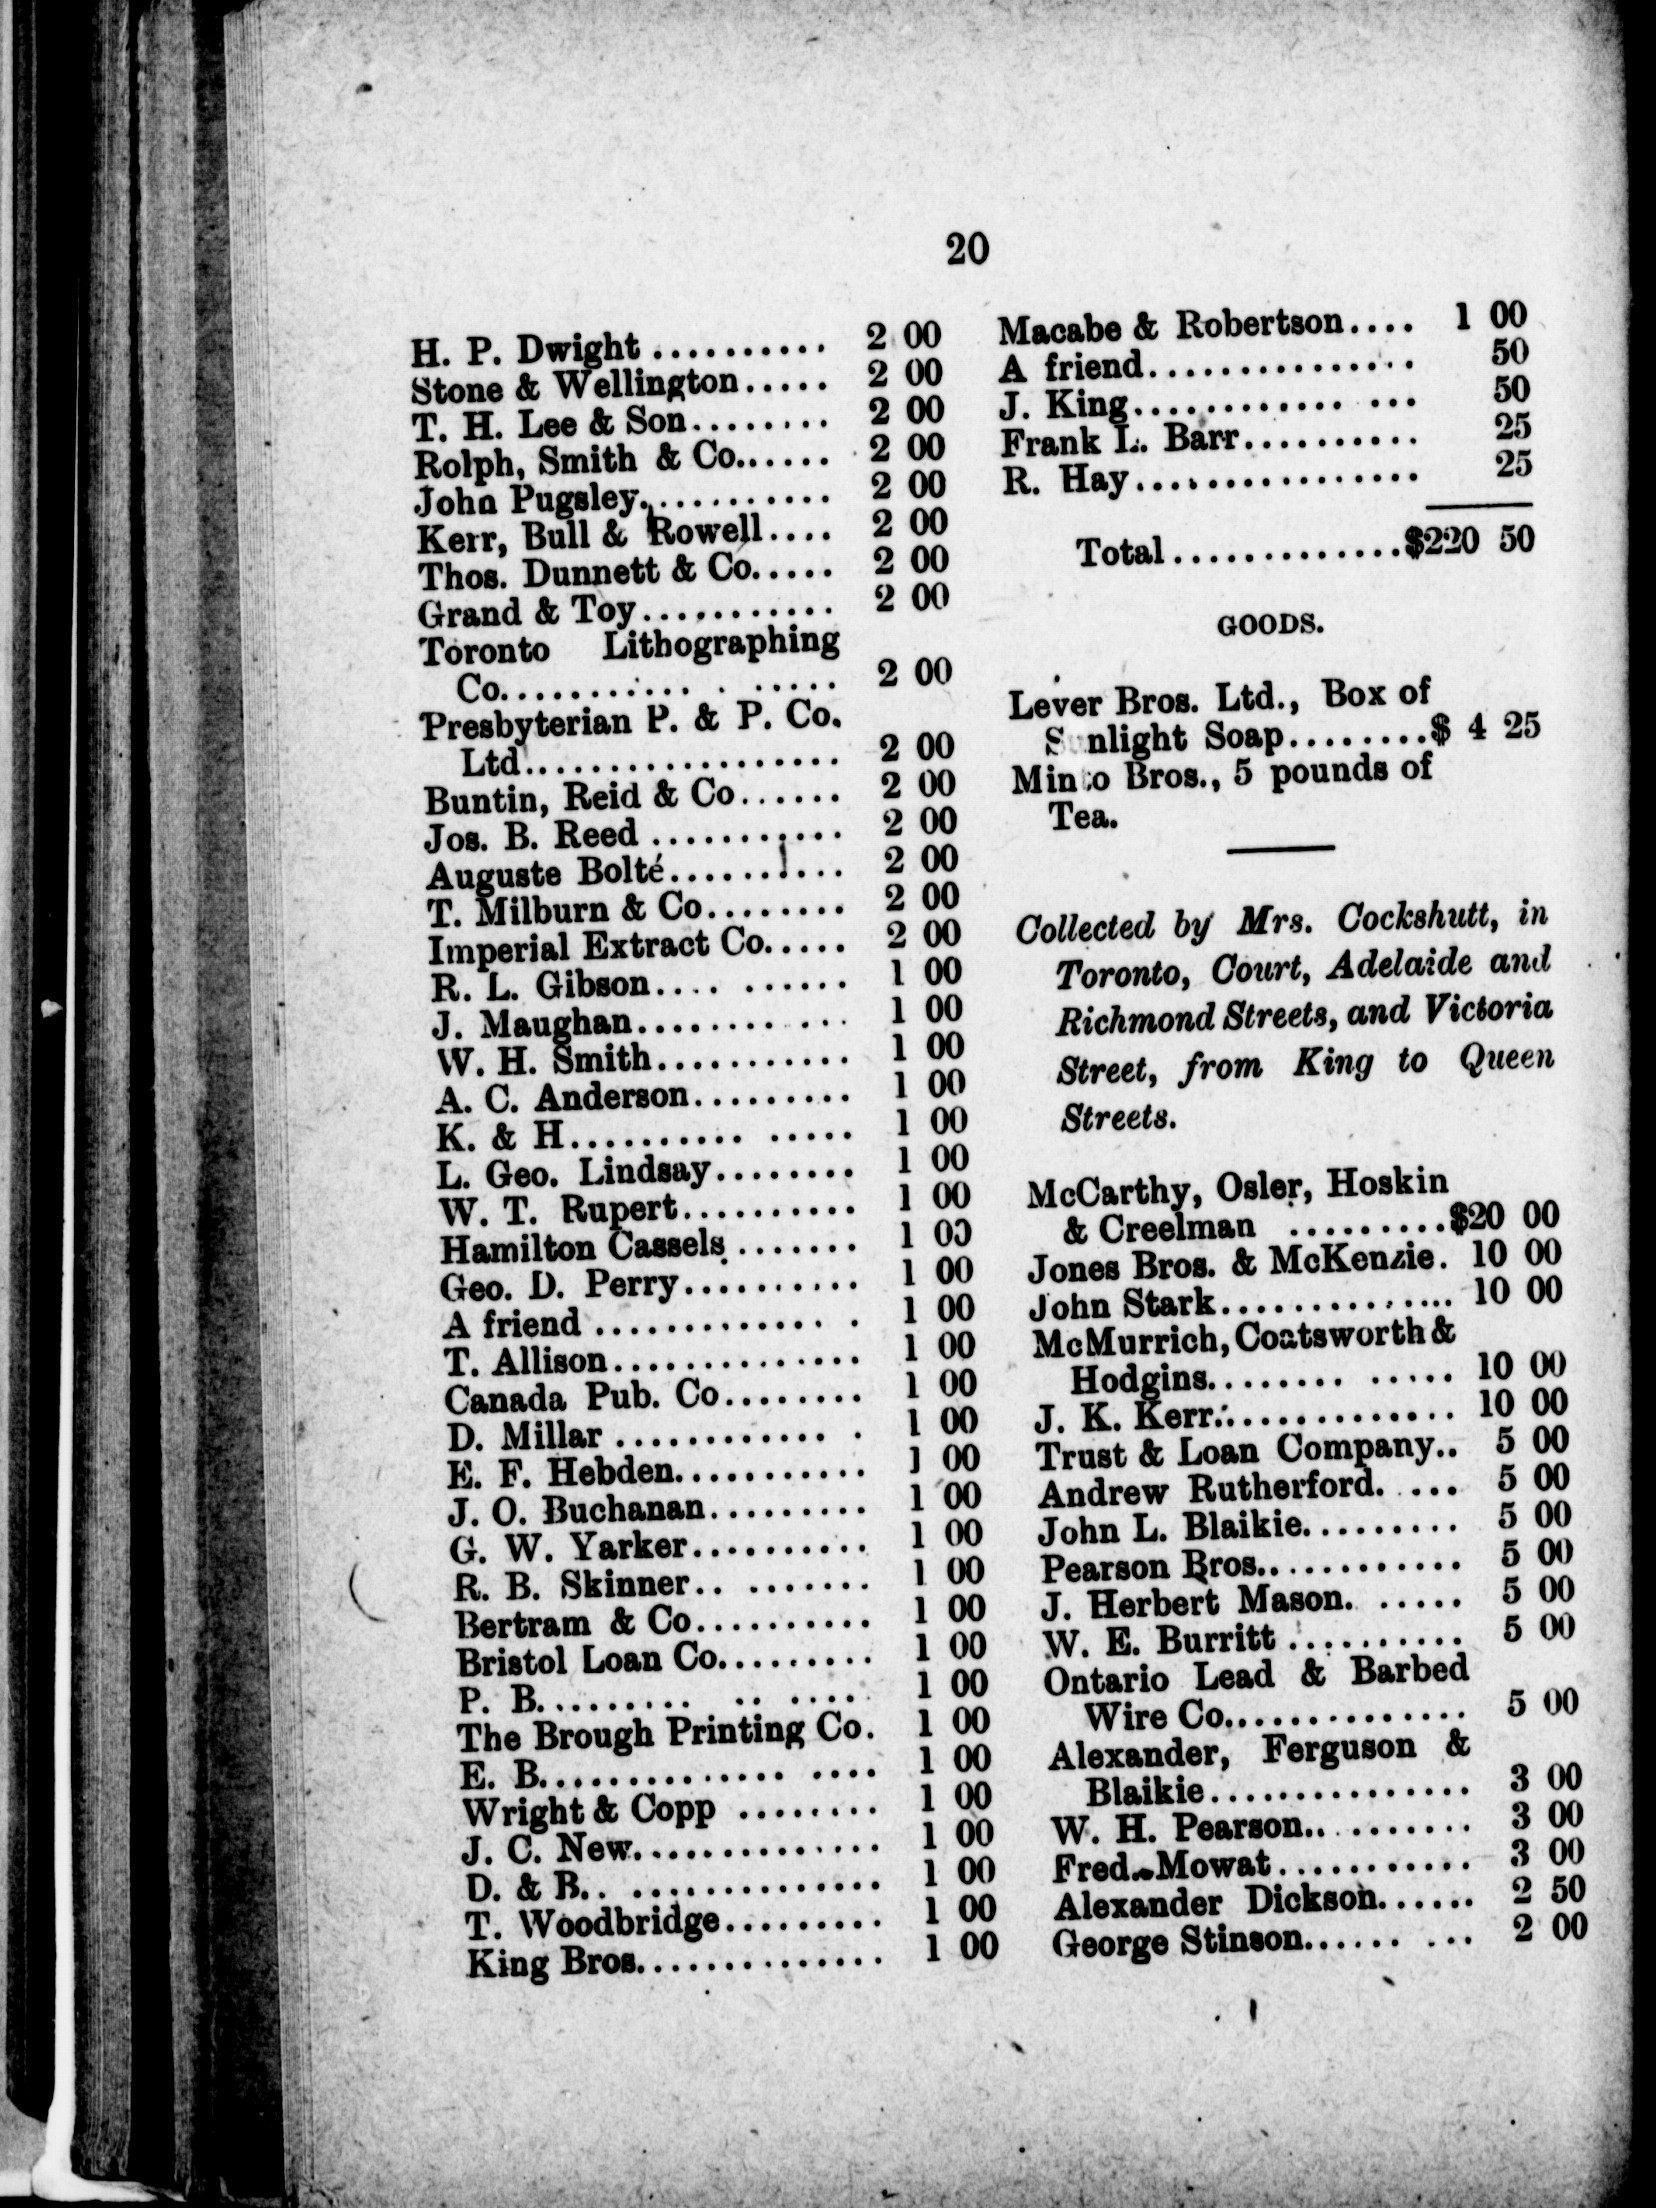 20
H. P. Dwight .......... 2 00
Stone & Wellington..... 2 00
T. H. Lee & Son........ 2 00
Rolph, Smith & Co...... 2 00
John Pugsley........... 2 00
Kerr, Bull & Rowell.... 2 00
Thos. Dunnett & Co..... 2 00
Grand & Toy........... 2 00
Toronto Lithographing
Co.................. 2 00
Presbyterian P. & P. Co.
Ltd................... 2 00
Buntin, Reid & Co...... 2 00
Jos. B. Reed ........... 2 00
Auguste Bolté.......... 2 00
T. Milburn & Co........ 2 00
Imperial Extract Co..... 2 00
R. L. Gibson.... ...... 1 00
J. Maughan............ 1 00
W. H. Smith........... 1 00
A. C. Anderson......... 1 00
K. & H.......... ..... 1 00
L. Geo. Lindsay........ 1 00
W. T. Rupert.......... 1 00
Hamilton Cassels ....... 1 00
Geo. D. Perry.......... 1 00
A friend .............. . 1 00
T. Allison.............. 1 00
Canada Pub. Co........ 1 00
D. Millar ............. . 1 00
E. F. Hebden........... 1 00
J. O. Buchanan......... 1 00
G. W. Yarker.......... 1 00
R. B. Skinner.. ....... 1 00
Bertram & Co.......... 1 00
Bristol Loan Co......... 1 00
P. B......... .. .... 1 00
The Brough Printing Co. 1 00
E. B.............. .... 1 00
Wright & Copp ........ 1 00
J. C. New.............. 1 00
D. & B.. .............. 1 00
T. Woodbridge......... 1 00
King Bros.............. 1 00
Macabe & Robertson.... 1 00
A friend............... 50
J. King............ ... 50
Frank L. Barr.......... 25
R. Hay................ 25
Total..............$220 50
GOODS.
Lever Bros. Ltd., Box of
Sunlight Soap........$ 4 25
Minto Bros., 5 pounds of
Tea.
Collected by Mrs. Cockshutt, in
Toronto, Court, Adelaide and
Richmond Streets, and Victoria
Street, from King to Queen
Streets.
McCarthy, Osler, Hoskin
& Creelman .........$20 00
Jones Bros. & McKenzie. 10 00
John Stark.............. 10 00
McMurrich, Coatsworth &
Hodgins........ ..... 10 00
J. K. Kerr.............. 10 00
Trust & Loan Company.. 5 00
Andrew Rutherford. .... 5 00
John L. Blaikie......... 5 00
Pearson Bros............ 5 00
J. Herbert Mason. ..... 5 00
W. E. Burritt .......... 5 00
Ontario Lead & Barbed
Wire Co.............. 5 00
Alexander, Ferguson &
Blaikie............... 3 00
W. H. Pearson.......... 3 00
Fred. Mowat........... 3 00
Alexander Dickson...... 2 50
George Stinson...... ... 2 00